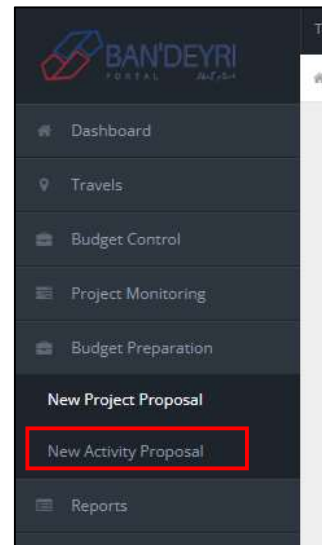 T
BAN'DEYRI
PORTAL
Dashboard
Travels
Budget Control
Project Monitoring
Budget Preparation
New Project Proposal
New Activity Proposal
Reports